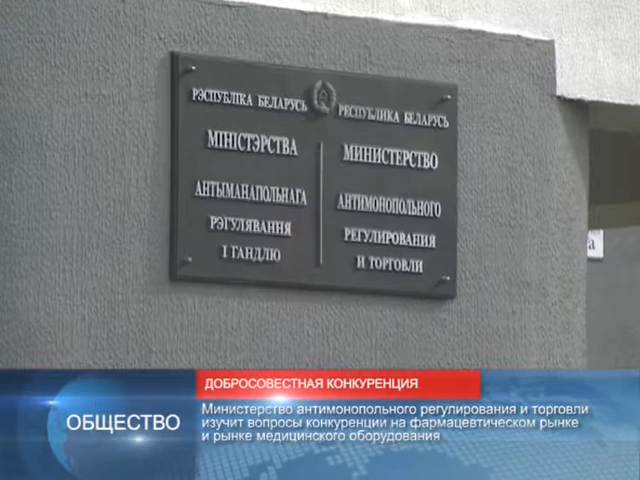 РЭСПУБЛІКА БЕЛАРУСЬ
МІНІСТЭРСТВА
АНТЫМАНАПОЛЬНАГА
РЭГУЛЯВАННЯ
І ГАНДЛЮ
РЕСПУБЛИКА БЕЛАРУСЬ
МИНИСТЕРСТВО
АНТИМОНОПОЛЬНОГО
РЕГУЛИРОВАНИЯ
И ТОРГОВЛИ
а
ДОБРОСОВЕСТНАЯ КОНКУРЕНЦИЯ
ОБЩЕСТВО
Министерство антимонопольного регулирования и торговли
изучит вопросы конкуренции на фармацевтическом рынке
и рынке медицинского оборудования